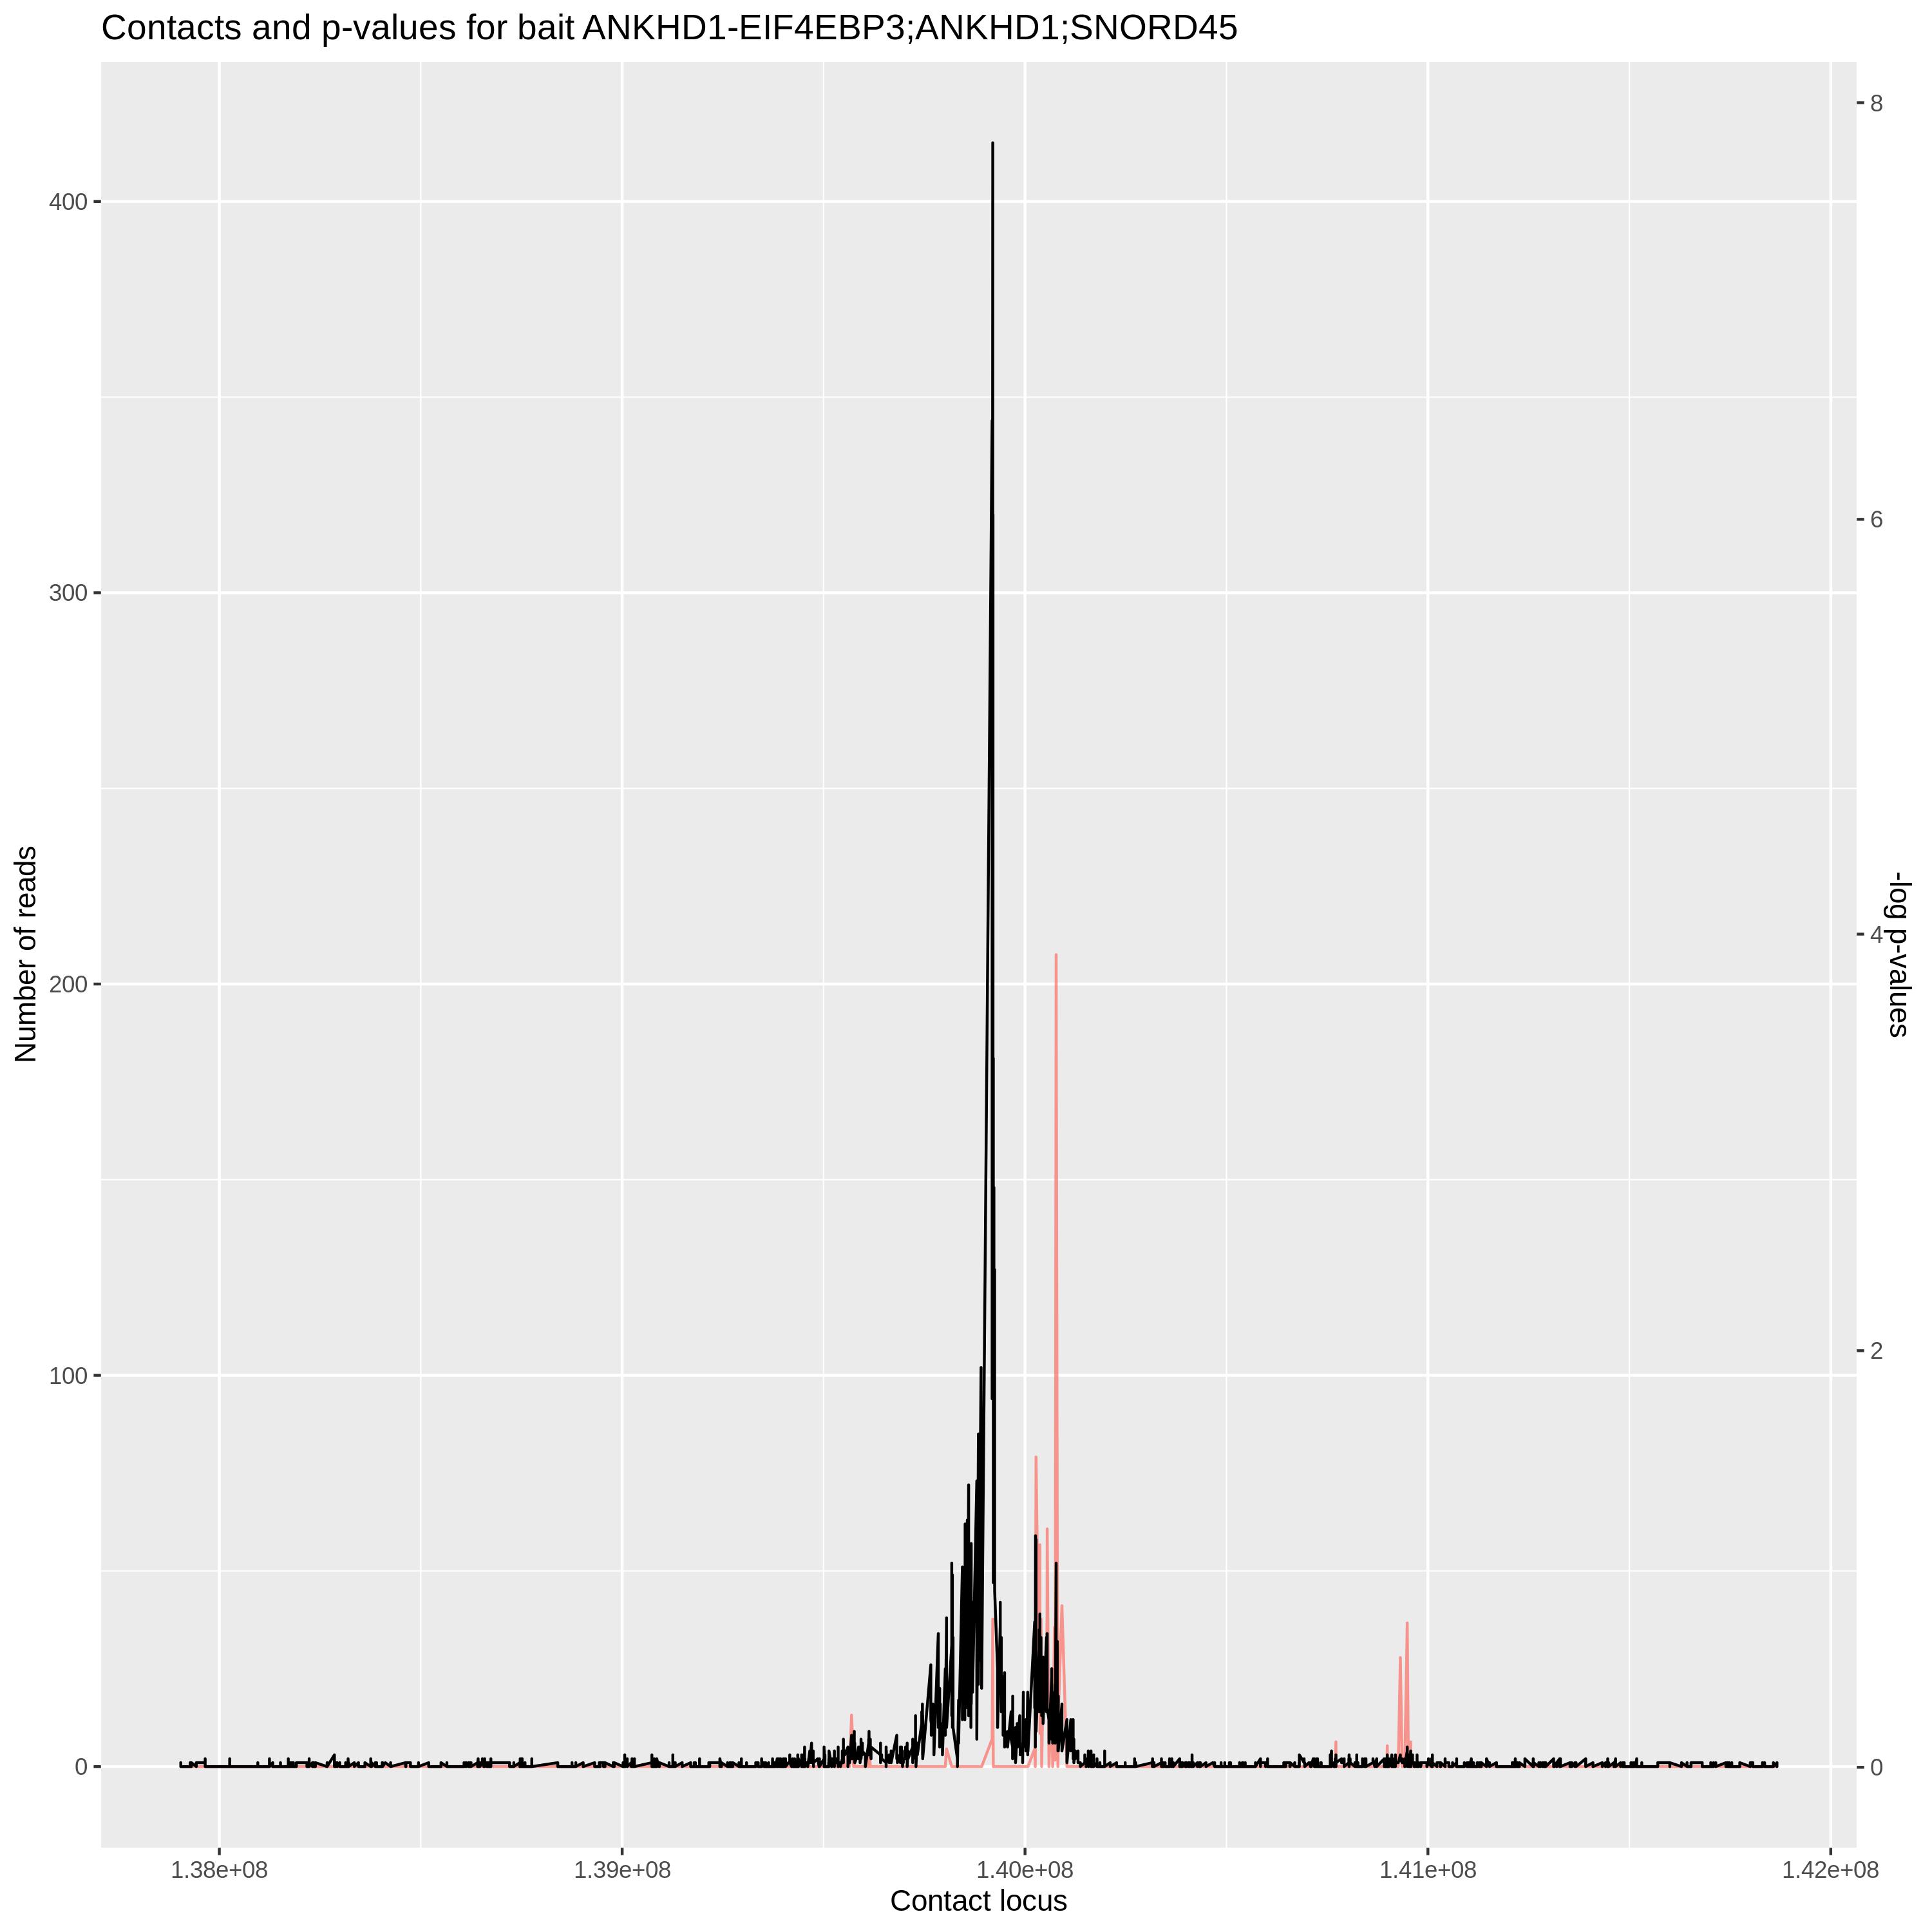 Contacts and p-values for bait ANKHD1-EIF4EBP3;ANKHD1;SNORD45
Number of reads
400
300
200
100
0
8
6
4
2
0
-log p-values
1.38e+08
1.39e+08
1.40e+08
1.41e+08
1.42e+08
Contact locus